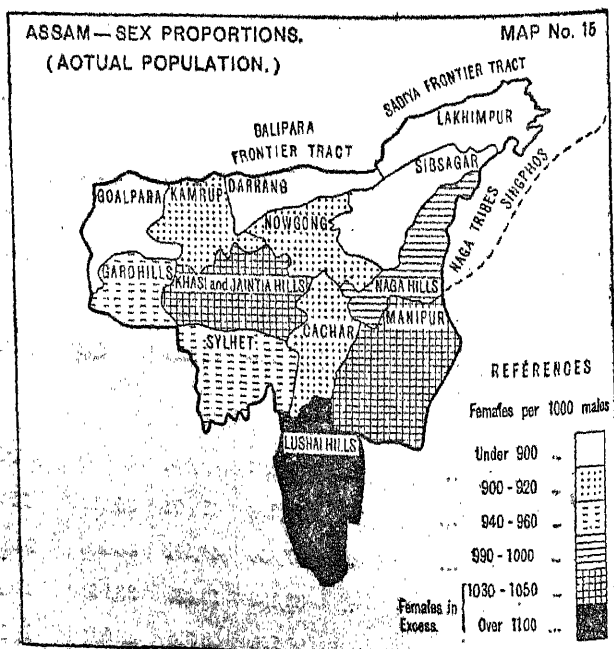 ASSAM—SEX PROPORTIONS.
(AOTUAL POPULATION.)
MAP No. 15
SADIYA FRONTIER TRACT
LAKHIMPUR
BALIPARA
FRONTIER TRACT
SIBSAGAR
GOALPARA
KAMRUP
DARRANG
NOWGONG
NAGA TRIBES
SINGPHOS
GARO HILLS
KHASI and JAINTIA HILLS
NAGA HILLS
MANIPUR
CACHAR
SYLHET
LUSHAI HILLS
REFÉRENCES
Females per 1000 males
Under 900 ..
900-920 ..
940-960 ..
990-1000 ..
1030-1050 ..
Females in
Excess.
Over 1100 ...